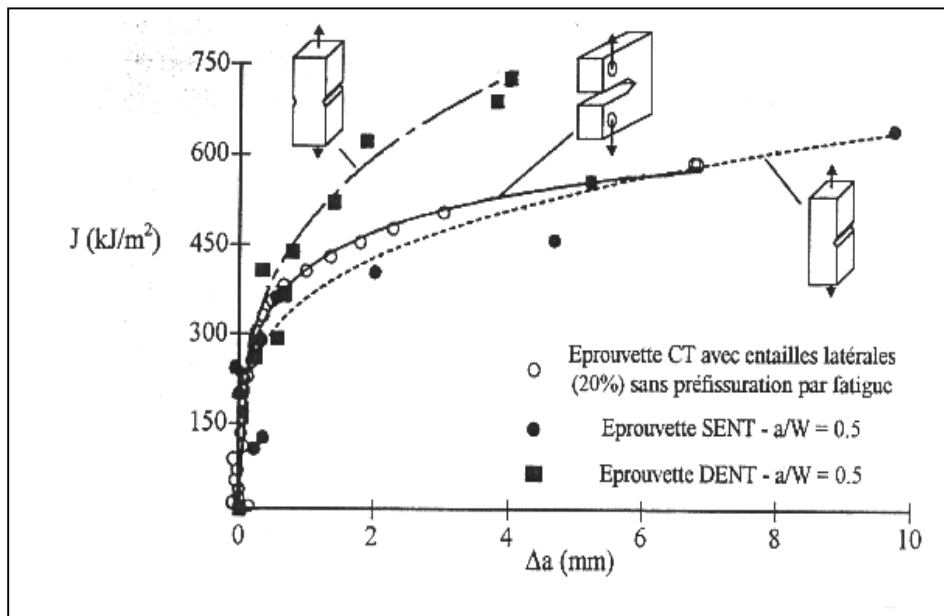 750
600
J (kJ/m²)
450
300
150
0
2
4
6
8
10
Δa (mm)
Eprouvette CT avec entailles latérales
(20%) sans préfissuration par fatigue
Eprouvette SENT - a/W = 0.5
Eprouvette DENT - a/W = 0.5